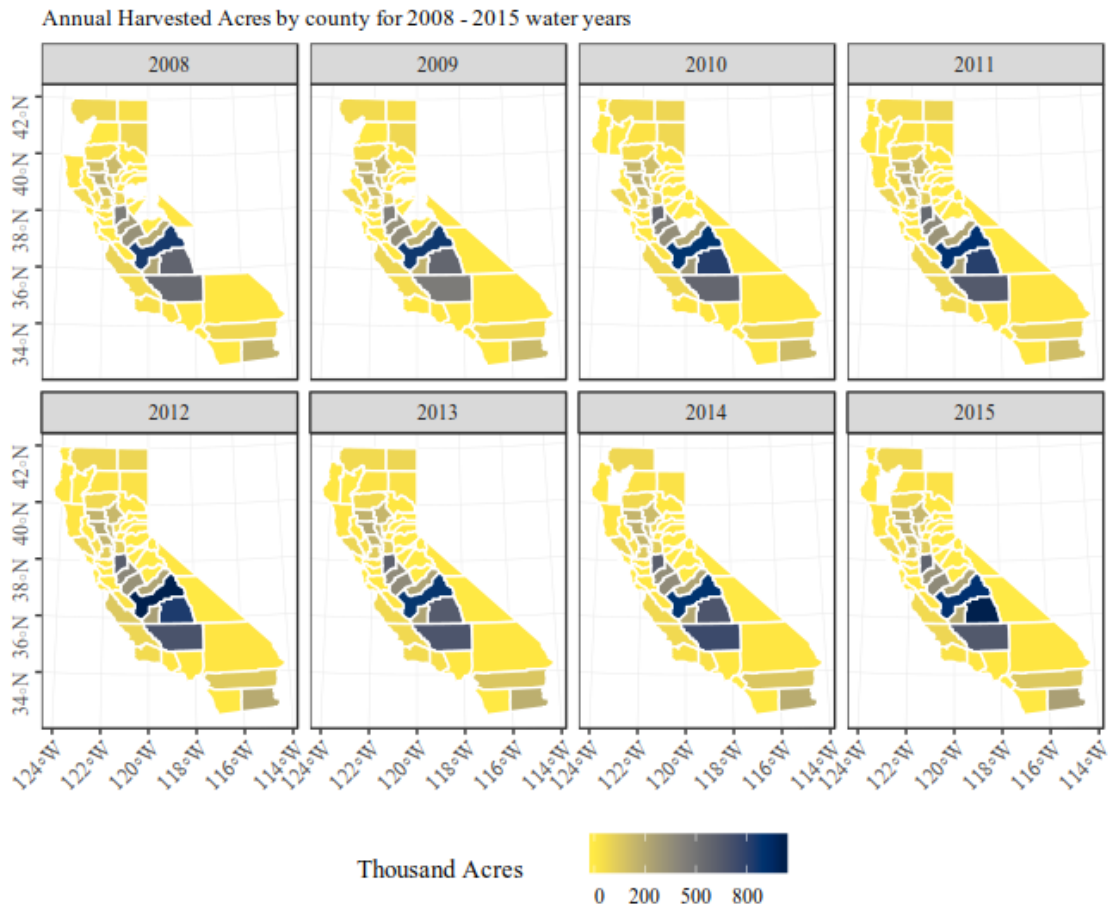 Annual Harvested Acres by county for 2008 - 2015 water years
2008 2009 2010 2011
42°N
40°N
38°N
36°N
34°N
2012 2013 2014 2015
42°N
40°N
38°N
36°N
34°N
124°W 122°W 120°W 118°W 116°W 114°W 124°W 122°W 120°W 118°W 116°W 114°W 124°W 122°W 120°W 118°W 116°W 114°W 124°W 122°W 120°W 118°W 116°W 114°W
Thousand Acres
0 200 500 800